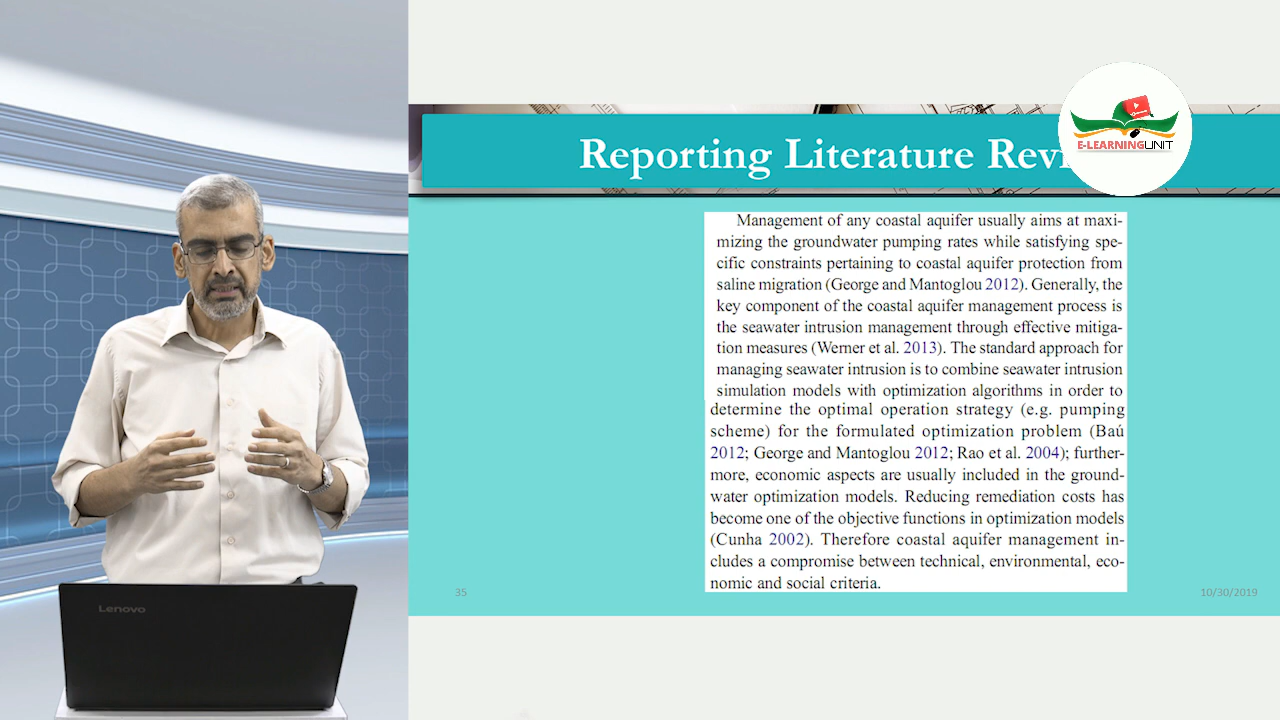 Reporting Literature Rev
E-LEARNINGUNIT
Management of any coastal aquifer usually aims at maxi-
mizing the groundwater pumping rates while satisfying spe-
cific constraints pertaining to coastal aquifer protection from
saline migration (George and Mantoglou 2012). Generally, the
key component of the coastal aquifer management process is
the seawater intrusion management through effective mitiga-
tion measures (Werner et al. 2013). The standard approach for
managing seawater intrusion is to combine seawater intrusion
simulation models with optimization algorithms in order to
determine the optimal operation strategy (e.g. pumping
scheme) for the formulated optimization problem (Baú
2012; George and Mantoglou 2012; Rao et al. 2004); further-
more, economic aspects are usually included in the ground-
water optimization models. Reducing remediation costs has
become one of the objective functions in optimization models
(Cunha 2002). Therefore coastal aquifer management in-
cludes a compromise between technical, environmental, eco-
nomic and social criteria.
35
10/30/2019
Lenovo